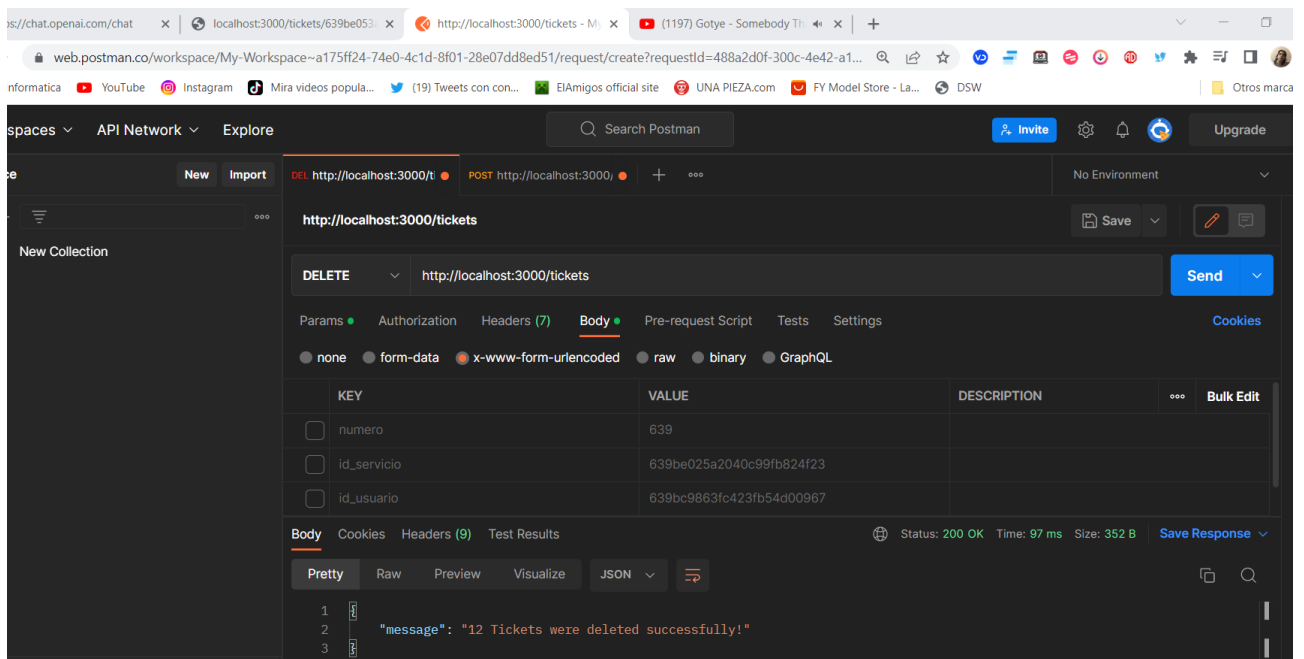 ps://chat.openai.com/chat localhost:3000/tickets/639be053 http://localhost:3000/tickets - My (1197) Gotye - Somebody Th
web.postman.co/workspace/My-Workspace~a175ff24-74e0-4c1d-8f01-28e07dd8ed51/request/create?requestId=488a2d0f-300c-4e42-a1...
nformatica YouTube Instagram Mira videos popula... (19) Tweets con con... ElAmigos official site UNA PIEZA.com FY Model Store - La... DSW Otros marca
spaces API Network Explore Search Postman Invite Upgrade
ce New Import DEL http://localhost:3000/ti POST http://localhost:3000/ No Environment
http://localhost:3000/tickets Save
New Collection
DELETE http://localhost:3000/tickets Send
Params Authorization Headers (7) Body Pre-request Script Tests Settings Cookies
none form-data x-www-form-urlencoded raw binary GraphQL
KEY VALUE DESCRIPTION Bulk Edit
numero 639
id_servicio 639be025a2040c99fb824f23
id_usuario 639bc9863fc423fb54d00967
Body Cookies Headers (9) Test Results Status: 200 OK Time: 97 ms Size: 352 B Save Response
Pretty Raw Preview Visualize JSON
1 {
2 "message": "12 Tickets were deleted successfully!"
3 }